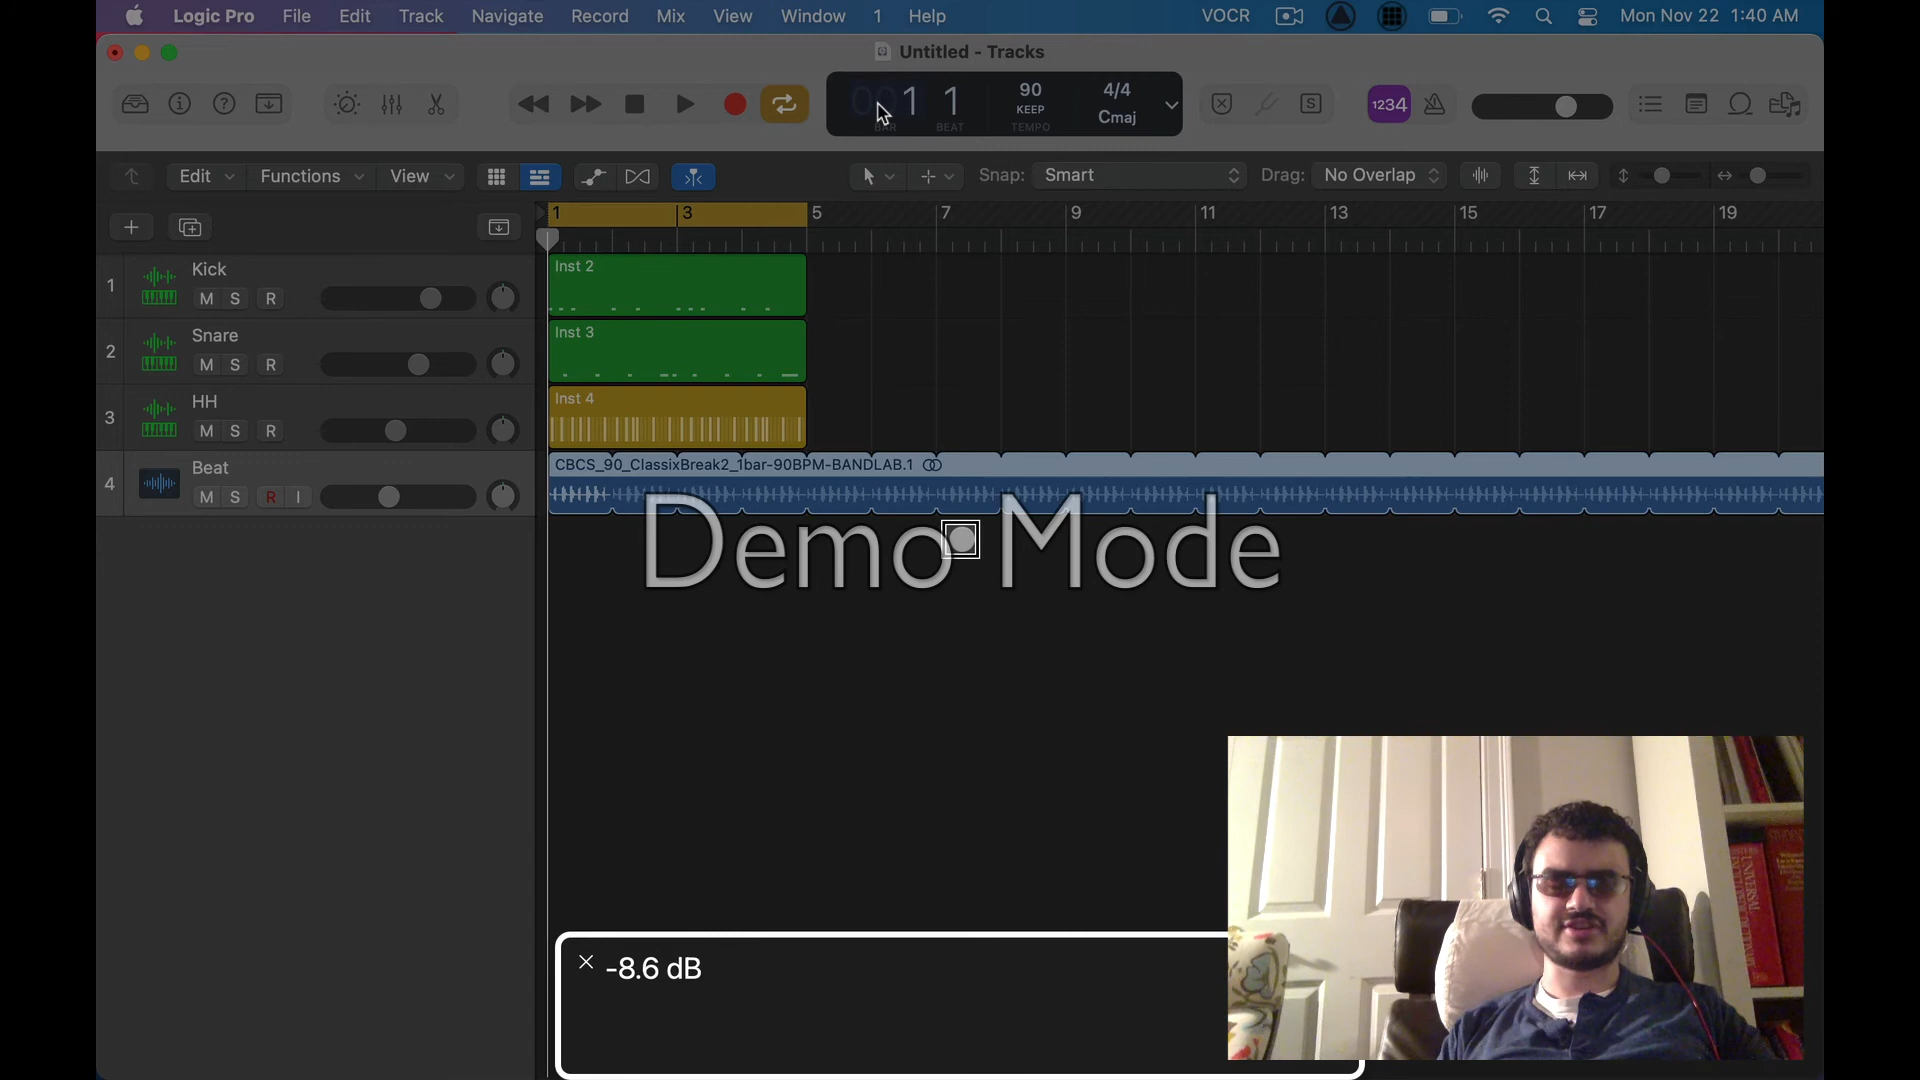 Logic Pro File Edit Track Navigate Record Mix View Window 1 Help VOCR Mon Nov 22 1:40 AM
Untitled - Tracks
001 1 90 4/4
KEEP Cmaj
BAR BEAT TEMPO
S 1234
Edit Functions View Snap: Smart Drag: No Overlap
1 3 5 7 9 11 13 15 17 19
1 Kick
M S R
Inst 2
2 Snare
M S R
Inst 3
3 HH
M S R
Inst 4
4 Beat
M S R I
CBCS_90_ClassixBreak2_1bar-90BPM-BANDLAB.1
Demo Mode
-8.6 dB